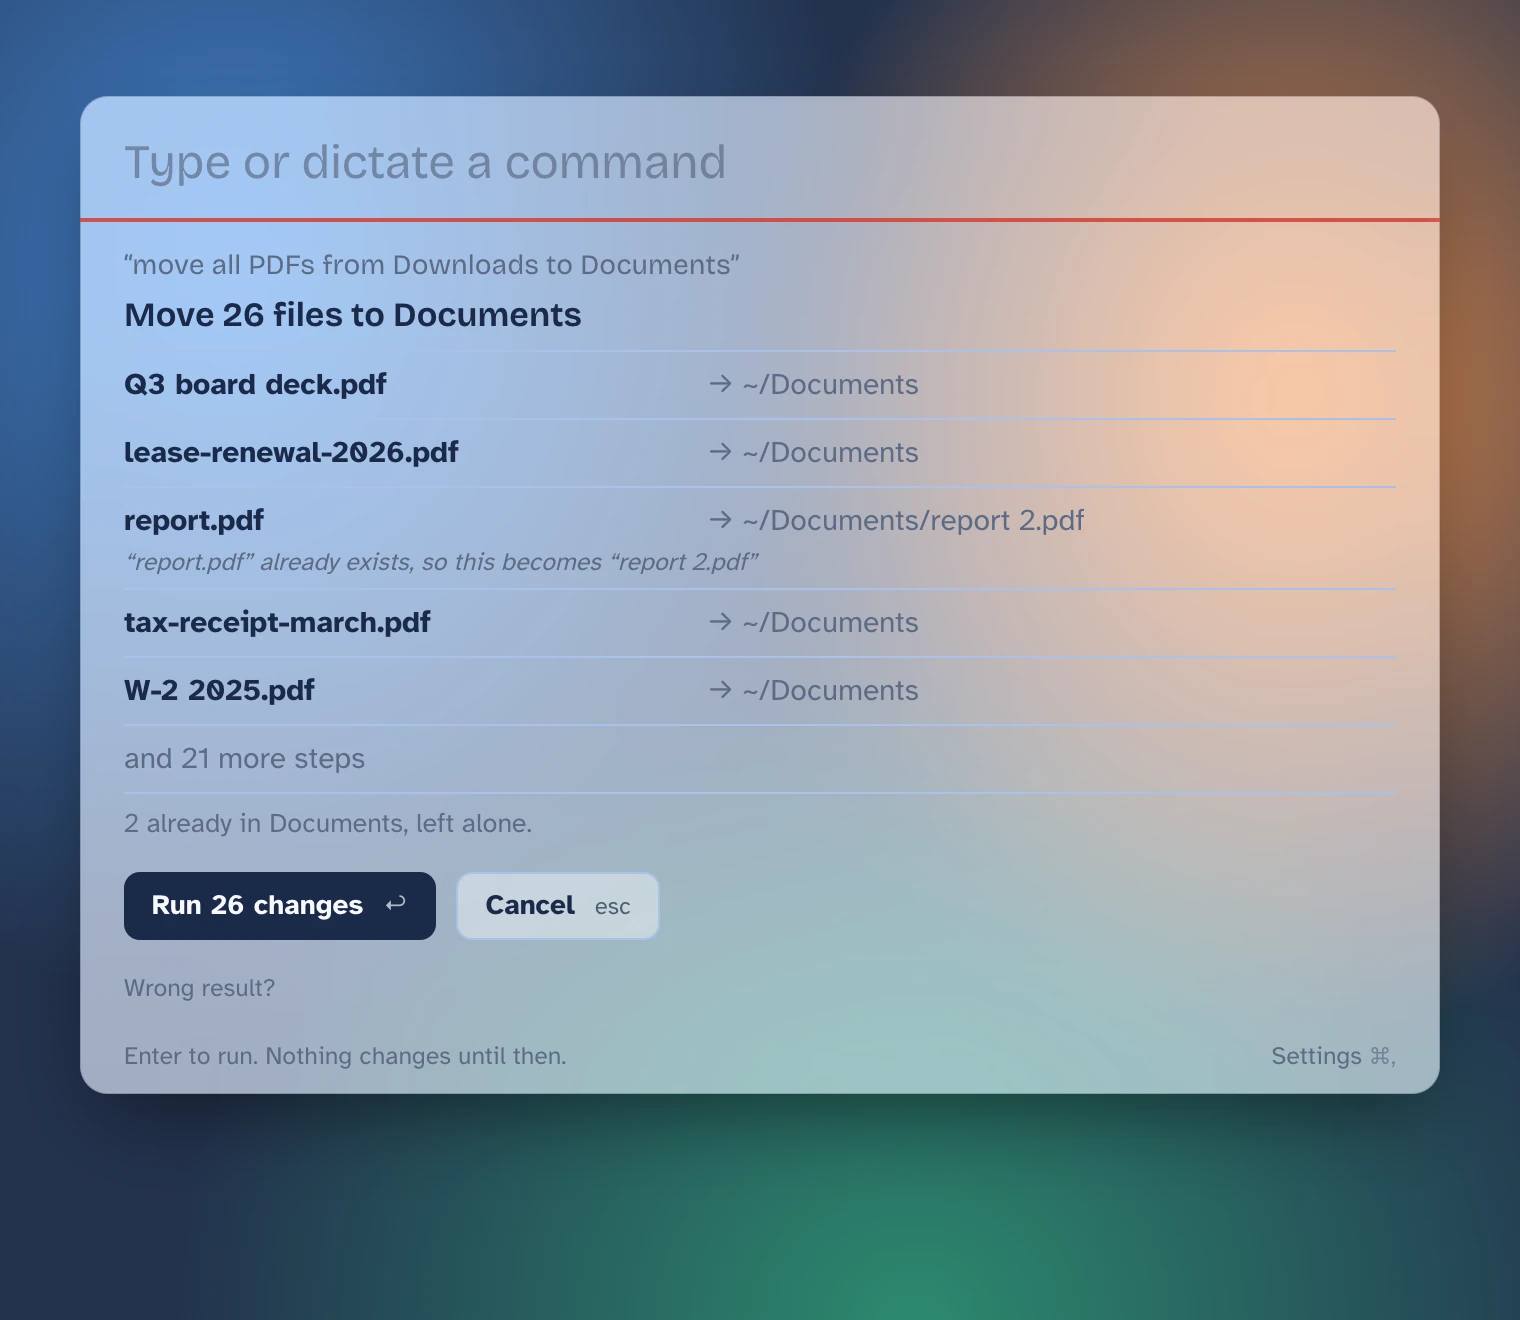 Type or dictate a command
“move all PDFs from Downloads to Documents”
Move 26 files to Documents
Q3 board deck.pdf → ~/Documents
lease-renewal-2026.pdf → ~/Documents
report.pdf → ~/Documents/report 2.pdf
“report.pdf” already exists, so this becomes “report 2.pdf”
tax-receipt-march.pdf → ~/Documents
W-2 2025.pdf → ~/Documents
and 21 more steps
2 already in Documents, left alone.
Run 26 changes ↩ Cancel esc
Wrong result?
Enter to run. Nothing changes until then. Settings ⌘,